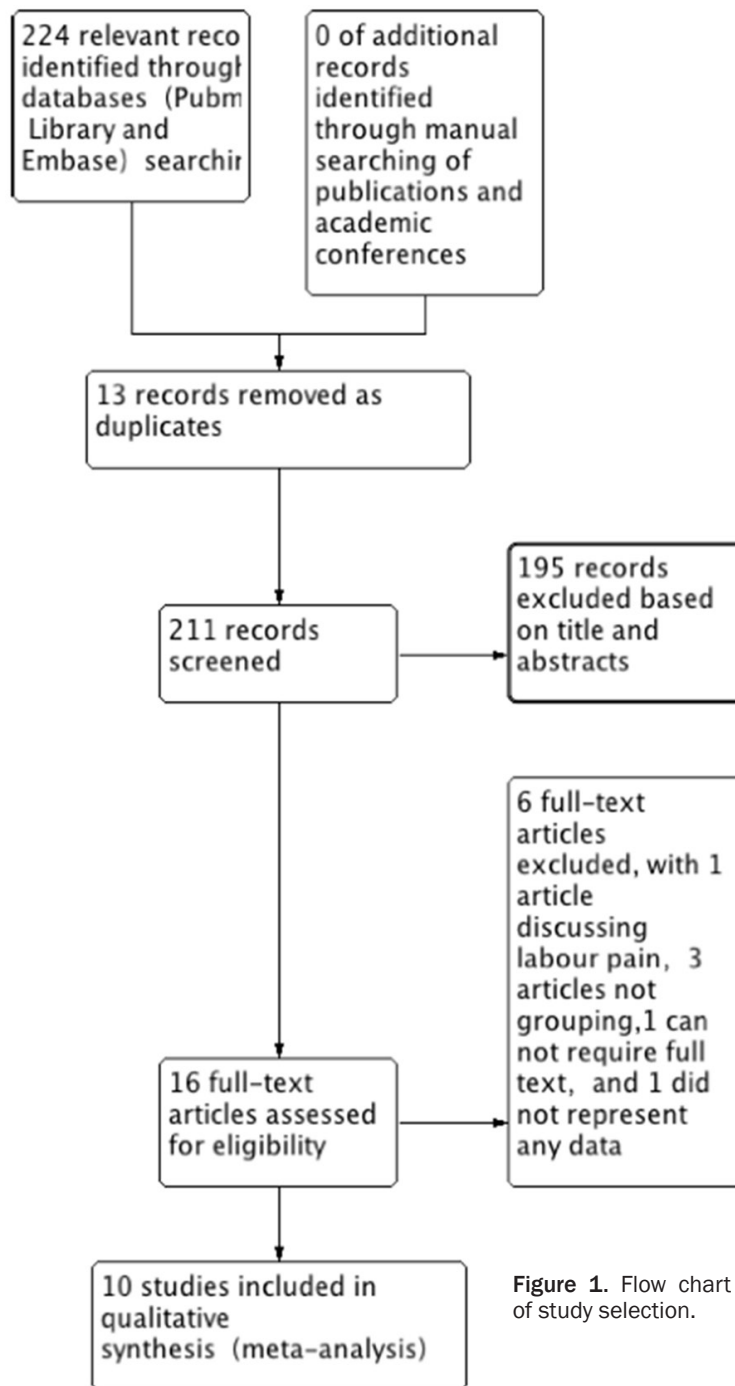 224 relevant reco
identified through
databases (Pubm
Library and
Embase) searchin
0 of additional
records
identified
through manual
searching of
publications and
academic
conferences
13 records removed as
duplicates
211 records
screened
195 records
excluded based
on title and
abstracts
6 full-text
articles
excluded, with 1
article
discussing
labour pain, 3
articles not
grouping,1 can
not require full
text, and 1 did
not represent
any data
16 full-text
articles assessed
for eligibility
10 studies included in
qualitative
synthesis (meta-analysis)
Figure 1. Flow chart
of study selection.